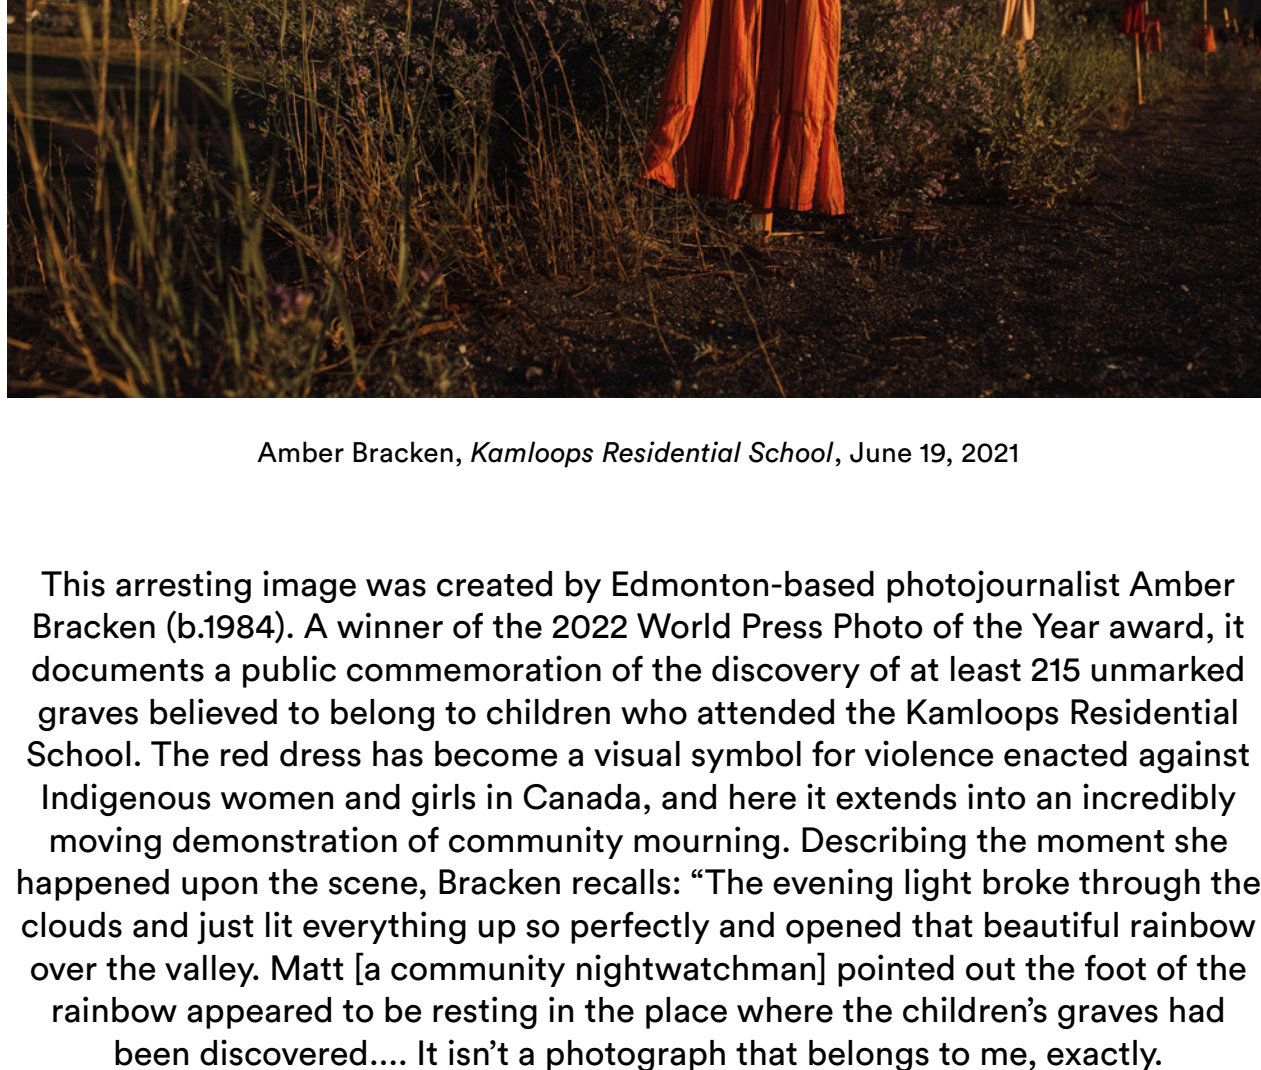 Amber Bracken, Kamloops Residential School, June 19, 2021
This arresting image was created by Edmonton-based photojournalist Amber
Bracken (b.1984). A winner of the 2022 World Press Photo of the Year award, it
documents a public commemoration of the discovery of at least 215 unmarked
graves believed to belong to children who attended the Kamloops Residential
School. The red dress has become a visual symbol for violence enacted against
Indigenous women and girls in Canada, and here it extends into an incredibly
moving demonstration of community mourning. Describing the moment she
happened upon the scene, Bracken recalls: “The evening light broke through the
clouds and just lit everything up so perfectly and opened that beautiful rainbow
over the valley. Matt [a community nightwatchman] pointed out the foot of the
rainbow appeared to be resting in the place where the children’s graves had
been discovered.... It isn’t a photograph that belongs to me, exactly.